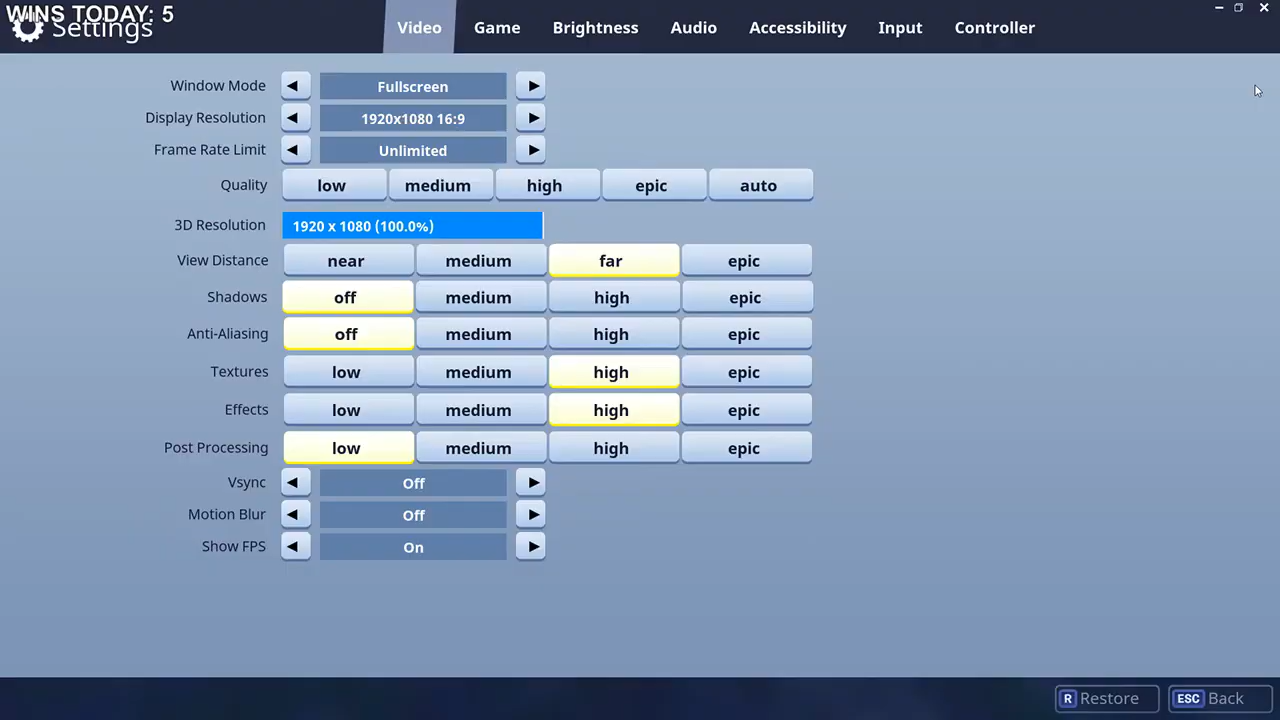 WINS TODAY: 5
Settings
Video Game Brightness Audio Accessibility Input Controller
Window Mode Fullscreen
Display Resolution 1920x1080 16:9
Frame Rate Limit Unlimited
Quality low medium high epic auto
3D Resolution 1920 x 1080 (100.0%)
View Distance near medium far epic
Shadows off medium high epic
Anti-Aliasing off medium high epic
Textures low medium high epic
Effects low medium high epic
Post Processing low medium high epic
Vsync Off
Motion Blur Off
Show FPS On
R Restore ESC Back